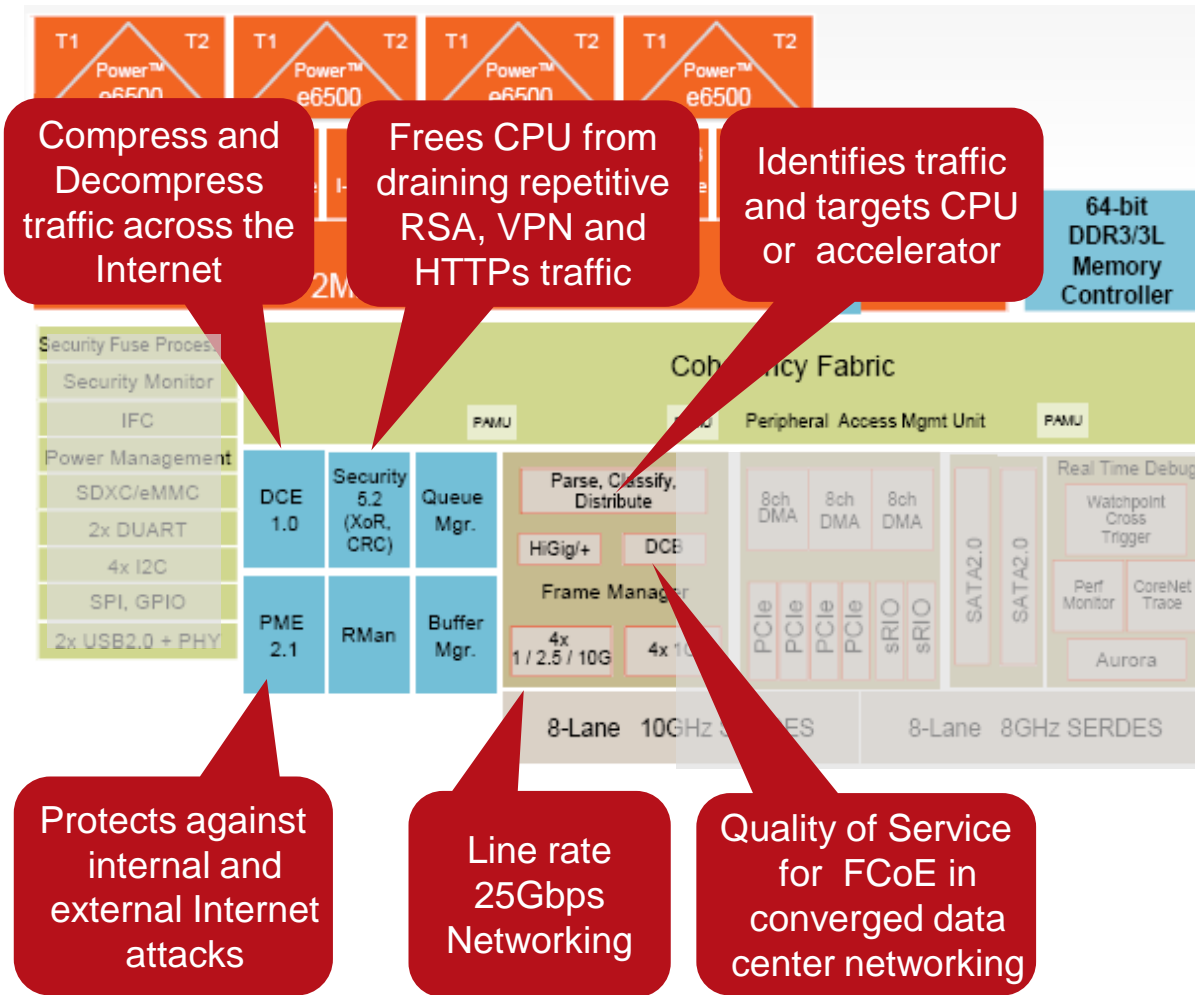 T1 T2 T1 T2 T1 T2 T1 T2
Power™ Power™ Power™ Power™
e6500 e6500 e6500 e6500
Compress and
Decompress
traffic across the
Internet
Frees CPU from
draining repetitive
RSA, VPN and
HTTPs traffic
Identifies traffic
and targets CPU
or accelerator
64-bit
DDR3/3L
Memory
Controller
Security Fuse
Security Monitor
IFC
Power Management
SDXC/eMMC
2x DUART
4x I2C
SPI, GPIO
2x USB2.0 + PHY
Fabric
PAMU
Peripheral Access Mgmt Unit
PAMU
DCE
1.0
Security
5.2
(XoR,
CRC)
Queue
Mgr.
PME
2.1
RMan
Buffer
Mgr.
Parse, Classify,
Distribute
HiGig/+
DCB
Frame Manager
4x
1 / 2.5 / 10G
4x
8ch
DMA
8ch
DMA
8ch
DMA
PCIe
PCIe
PCIe
PCIe
sRIO
sRIO
SATA2.0
SATA2.0
Real Time Debug
Watchpoint
Cross
Trigger
Perf
Monitor
CoreNet
Trace
Aurora
8-Lane 10GHz
8-Lane 8GHz SERDES
Protects against
internal and
external Internet
attacks
Line rate
25Gbps
Networking
Quality of Service
for FCoE in
converged data
center networking